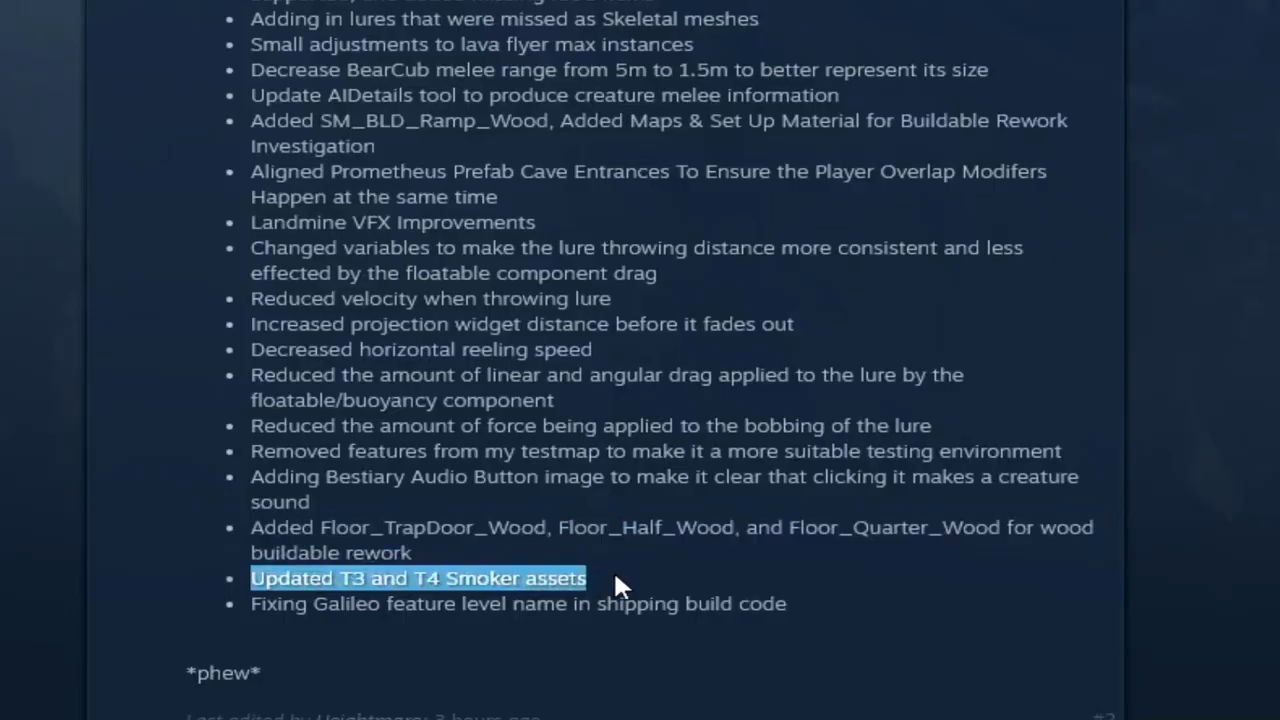 • Adding in lures that were missed as Skeletal meshes
• Small adjustments to lava flyer max instances
• Decrease BearCub melee range from 5m to 1.5m to better represent its size
• Update AIDetails tool to produce creature melee information
• Added SM_BLD_Ramp_Wood, Added Maps & Set Up Material for Buildable Rework
Investigation
• Aligned Prometheus Prefab Cave Entrances To Ensure the Player Overlap Modifers
Happen at the same time
• Landmine VFX Improvements
• Changed variables to make the lure throwing distance more consistent and less
effected by the floatable component drag
• Reduced velocity when throwing lure
• Increased projection widget distance before it fades out
• Decreased horizontal reeling speed
• Reduced the amount of linear and angular drag applied to the lure by the
floatable/buoyancy component
• Reduced the amount of force being applied to the bobbing of the lure
• Removed features from my testmap to make it a more suitable testing environment
• Adding Bestiary Audio Button image to make it clear that clicking it makes a creature
sound
• Added Floor_TrapDoor_Wood, Floor_Half_Wood, and Floor_Quarter_Wood for wood
buildable rework
• Updated T3 and T4 Smoker assets
• Fixing Galileo feature level name in shipping build code
*phew*
Last edited by